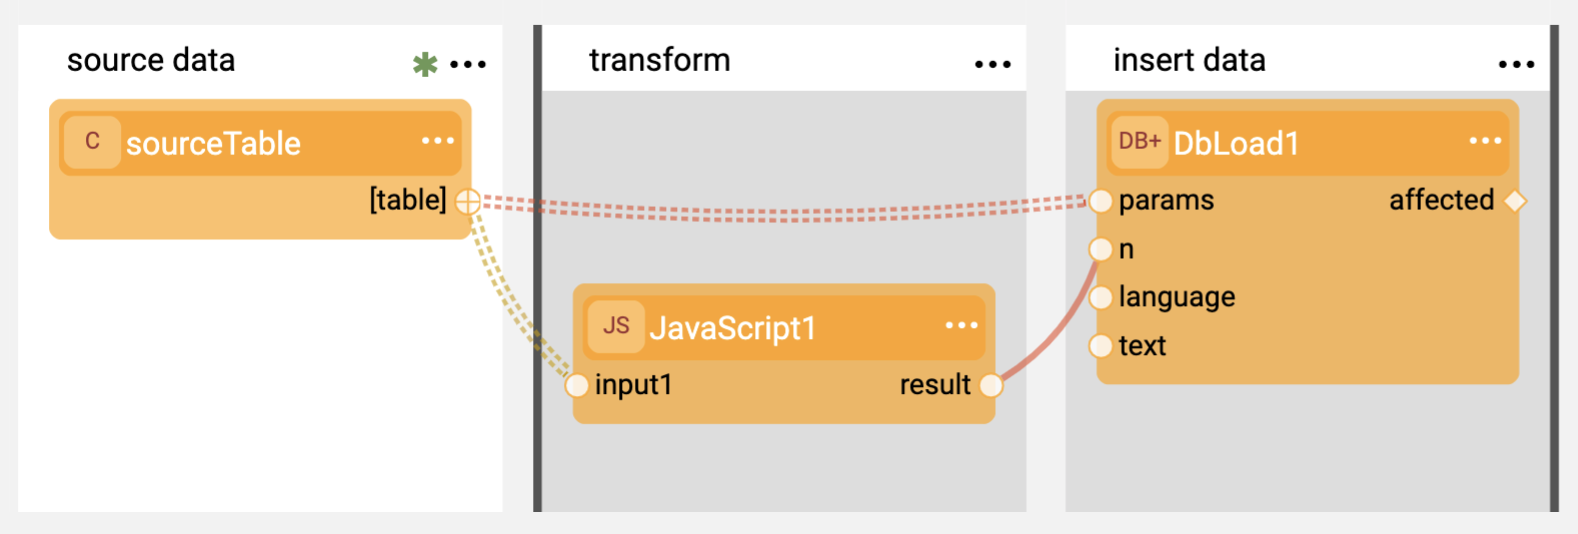 source data
C sourceTable
[table]
transform
JS JavaScript1
input1 result
insert data
DB+ DbLoad1
params affected
n
language
text